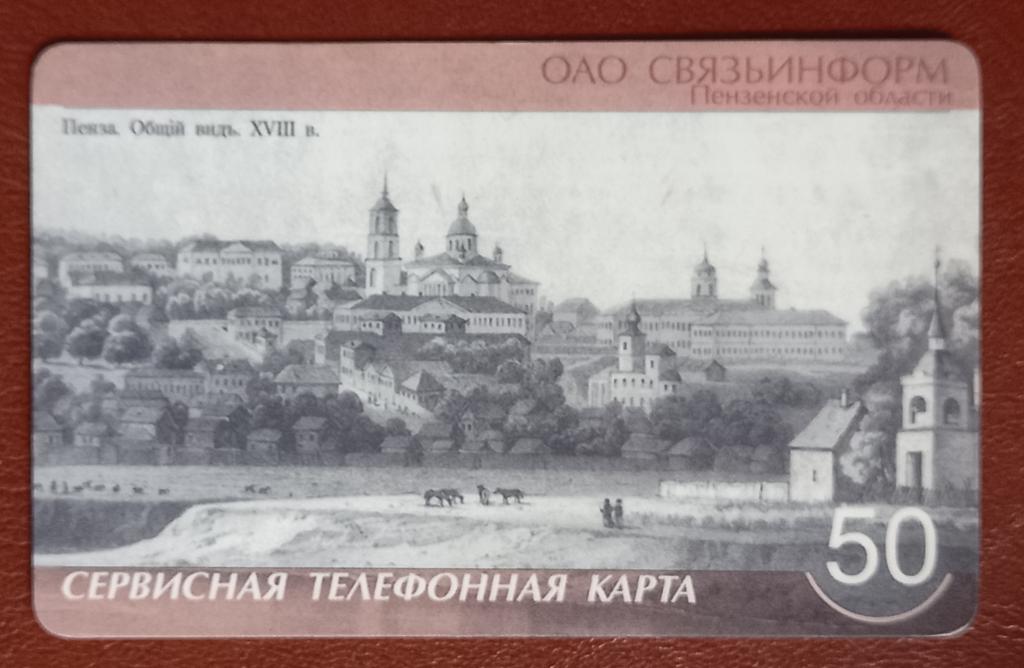 ОАО СВЯЗЬИНФОРМ
Пензенской области
Пенза. Общій видъ. XVIII в.
50
СЕРВИСНАЯ ТЕЛЕФОННАЯ КАРТА